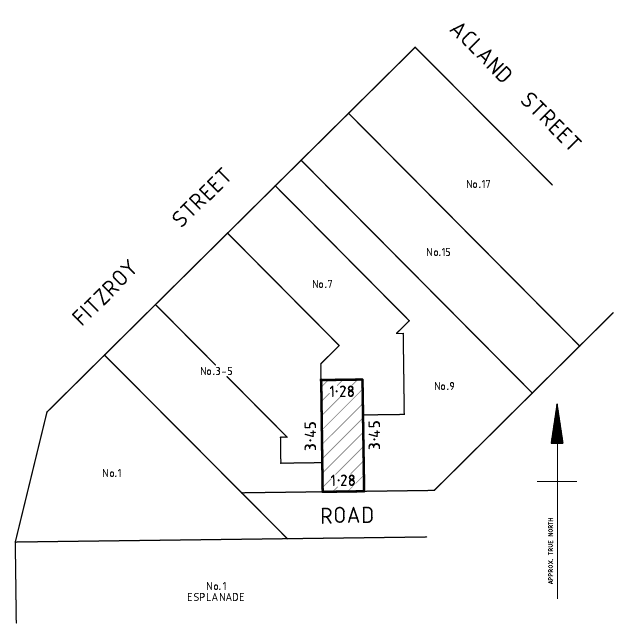 ACLAND STREET
FITZROY STREET
No.17
No.15
No.7
No.3-5
No.9
1·28
3·45
3·45
1·28
No.1
ROAD
APPROX. TRUE NORTH
No.1
ESPLANADE